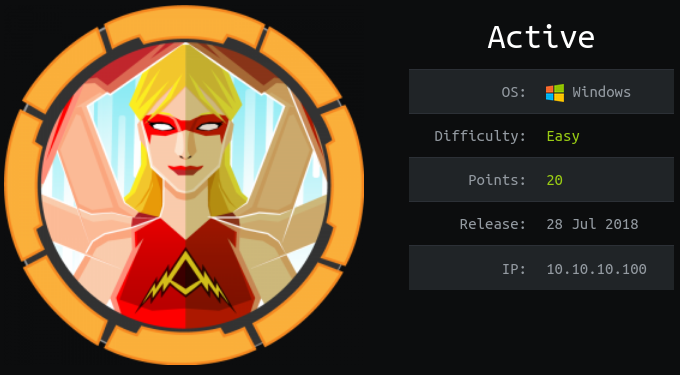 Active
OS: Windows
Difficulty: Easy
Points: 20
Release: 28 Jul 2018
IP: 10.10.10.100